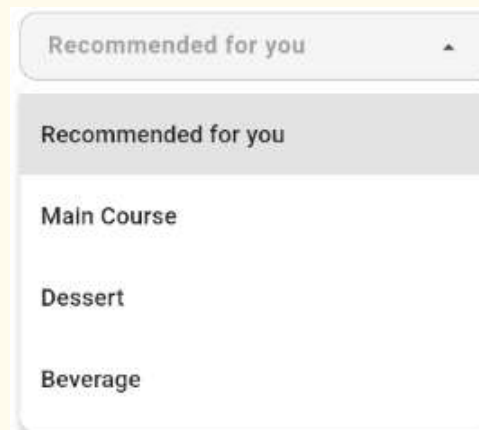 Recommended for you
Recommended for you
Main Course
Dessert
Beverage